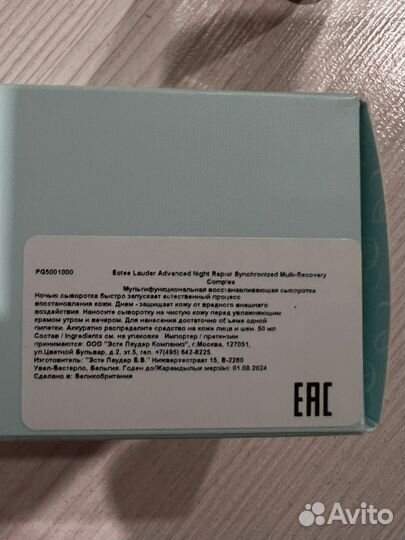 PG5001000 Estee Lauder Advanced Night Repair Synchronized Multi-Recovery
Complex
Мультифункциональная восстанавливающая сыворотка
Ночью сыворотка быстро запускает естественный процесс
восстановления кожи. Днем - защищает кожу от вредного внешнего
воздействия. Наносите сыворотку на чистую кожу перед увлажняющим
кремом утром и вечером. Для нанесения достаточно объема одной
пипетки. Аккуратно распределите средство на коже лица и шеи. 50 мл
Состав / Ingredients см. на упаковке Импортер / претензии
принимаются: ООО "Эсте Лаудер Компаниз", г.Москва, 127051,
ул.Цветной Бульвар, д.2, эт.5, тел. +7(495) 642-8225.
Изготовитель: "Эсте Лаудер Б.В." Нижверхестраат 15, В-2260
Увел-Вастерло, Бельгия. Годен до/Жарамдылық мерзімі: 01.08.2024
Сделано в: Великобритания
EAC
Avito